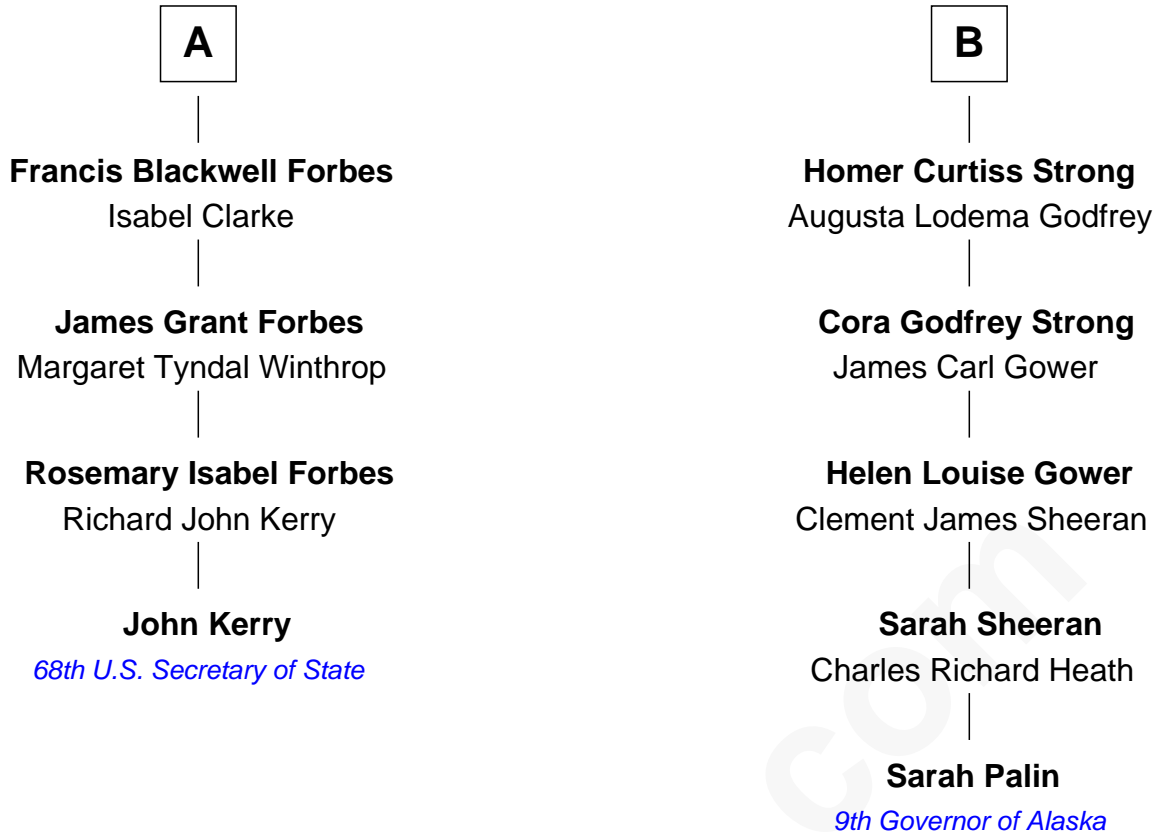 A
Francis Blackwell Forbes
Isabel Clarke
James Grant Forbes
Margaret Tyndal Winthrop
Rosemary Isabel Forbes
Richard John Kerry
John Kerry
68th U.S. Secretary of State
B
Homer Curtiss Strong
Augusta Lodema Godfrey
Cora Godfrey Strong
James Carl Gower
Helen Louise Gower
Clement James Sheeran
Sarah Sheeran
Charles Richard Heath
Sarah Palin
9th Governor of Alaska
com